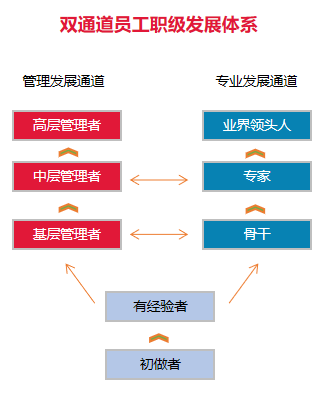 双通道员工职级发展体系
管理发展通道
专业发展通道
高层管理者
业界领头人
中层管理者
专家
基层管理者
骨干
有经验者
初做者